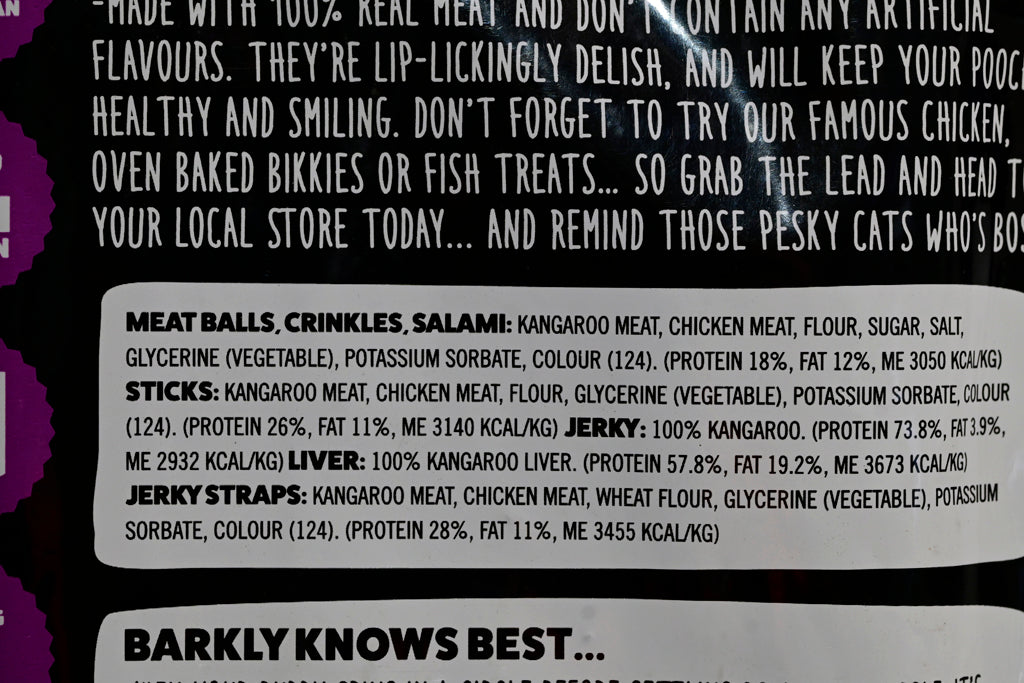 -MADE WITH 100% REAL MEAT AND DON'T CONTAIN ANY ARTIFICIAL
FLAVOURS. THEY'RE LIP-LICKINGLY DELISH, AND WILL KEEP YOUR POOC
HEALTHY AND SMILING. DON'T FORGET TO TRY OUR FAMOUS CHICKEN,
OVEN BAKED BIKKIES OR FISH TREATS... SO GRAB THE LEAD AND HEAD T
YOUR LOCAL STORE TODAY... AND REMIND THOSE PESKY CATS WHO'S BOS
MEAT BALLS, CRINKLES, SALAMI: KANGAROO MEAT, CHICKEN MEAT, FLOUR, SUGAR, SALT,
GLYCERINE (VEGETABLE), POTASSIUM SORBATE, COLOUR (124). (PROTEIN 18%, FAT 12%, ME 3050 KCAL/KG)
STICKS: KANGAROO MEAT, CHICKEN MEAT, FLOUR, GLYCERINE (VEGETABLE), POTASSIUM SORBATE, COLOUR
(124). (PROTEIN 26%, FAT 11%, ME 3140 KCAL/KG) JERKY: 100% KANGAROO. (PROTEIN 73.8%, FAT 3.9%,
ME 2932 KCAL/KG) LIVER: 100% KANGAROO LIVER. (PROTEIN 57.8%, FAT 19.2%, ME 3673 KCAL/KG)
JERKY STRAPS: KANGAROO MEAT, CHICKEN MEAT, WHEAT FLOUR, GLYCERINE (VEGETABLE), POTASSIUM
SORBATE, COLOUR (124). (PROTEIN 28%, FAT 11%, ME 3455 KCAL/KG)
BARKLY KNOWS BEST...